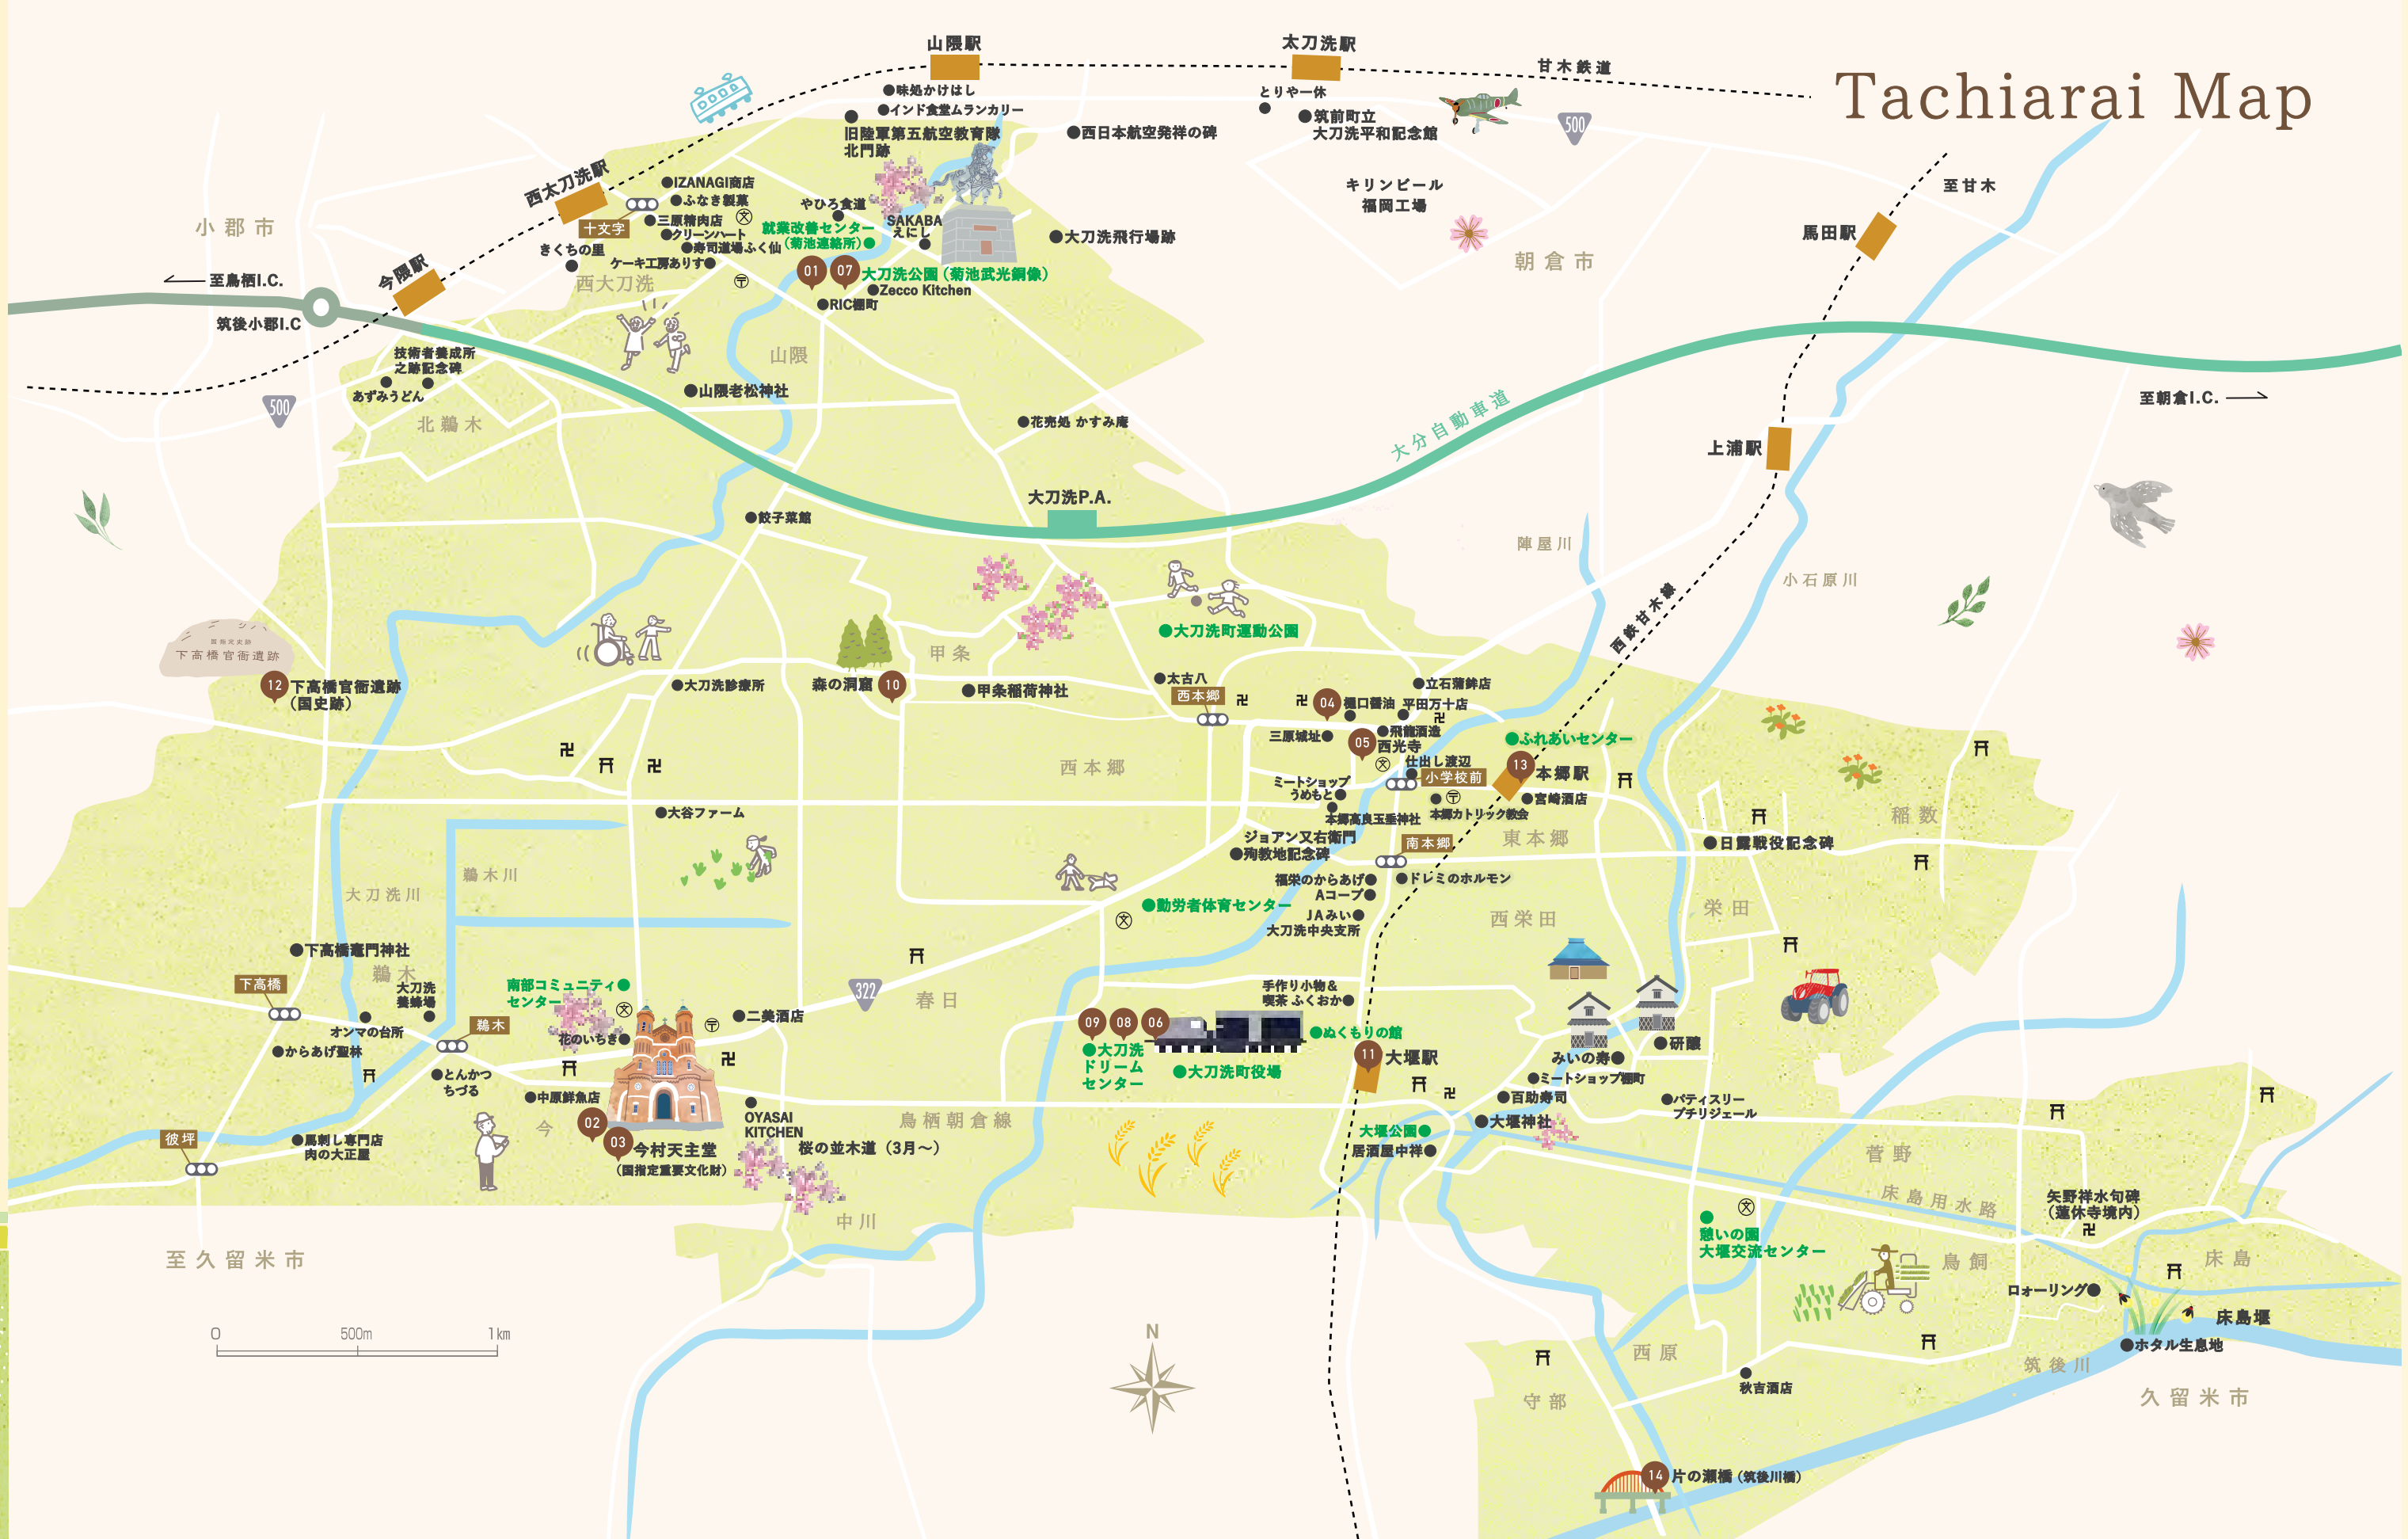 Tachiarai Map
山隈駅
太刀洗駅
甘木鉄道
味処かけはし
インド食堂ムランカリー
旧陸軍第五航空教育隊
北門跡
西日本航空発祥の碑
とりや一休
筑前町立
大刀洗平和記念館
500
キリンビール
福岡工場
朝倉市
至甘木
馬田駅
小郡市
西太刀洗駅
十文字
IZANAGI商店
ふなき製菓
三原精肉店
クリーンハート
寿司道場ふく仙
ケーキ工房ありす
きくちの里
西大刀洗
やひろ食道
就業改善センター
（菊池連絡所）
SAKABA
えにし
大刀洗飛行場跡
01
07
大刀洗公園（菊池武光銅像）
Zecco Kitchen
RIC棚町
今隈駅
至鳥栖I.C.
筑後小郡I.C
技術者養成所
之跡記念碑
あずみうどん
500
北鵜木
山隈
山隈老松神社
花売処 かすみ庵
大分自動車道
至朝倉I.C.
上浦駅
大刀洗P.A.
餃子菜館
陣屋川
小石原川
西鉄甘木線
国指定史跡
下高橋官衙遺跡
12
下高橋官衙遺跡
（国史跡）
大刀洗診療所
森の洞窟
10
甲条
甲条稲荷神社
大刀洗町運動公園
太古八
西本郷
04
樋口醤油
立石蒲鉾店
平田万十店
三原城址
05
飛龍酒造
西光寺
仕出し渡辺
小学校前
ふれあいセンター
13
本郷駅
宮崎酒店
ミートショップ
うめもと
本郷高良玉垂神社
本郷カトリック教会
西本郷
東本郷
稲数
大谷ファーム
ジョアン又右衛門
殉教地記念碑
南本郷
日露戦役記念碑
福栄のからあげ
Aコープ
ドレミのホルモン
JAみい
大刀洗中央支所
勤労者体育センター
西栄田
栄田
大刀洗川
鵜木川
下高橋竈門神社
鵜木
下高橋
大刀洗
養蜂場
オンマの台所
鵜木
からあげ聖林
とんかつ
ちづる
南部コミュニティ
センター
花のいちき
二美酒店
322
春日
中原鮮魚店
今
02
03
今村天主堂
（国指定重要文化財）
OYASAI
KITCHEN
桜の並木道（3月～）
鳥栖朝倉線
彼坪
馬刺し専門店
肉の大正屋
手作り小物＆
喫茶 ふくおか
09
08
06
大刀洗
ドリーム
センター
大刀洗町役場
ぬくもりの館
11
大堰駅
みいの寿
研醸
ミートショップ棚町
百助寿司
パティスリー
プチリジェール
大堰神社
大堰公園
居酒屋中祥
菅野
床島用水路
矢野祥水句碑
（蓮休寺境内）
憩いの園
大堰交流センター
鳥飼
床島
ロォーリング
床島堰
ホタル生息地
中川
至久留米市
0
500m
1km
N
西原
守部
秋吉酒店
筑後川
久留米市
14
片の瀬橋（筑後川橋）